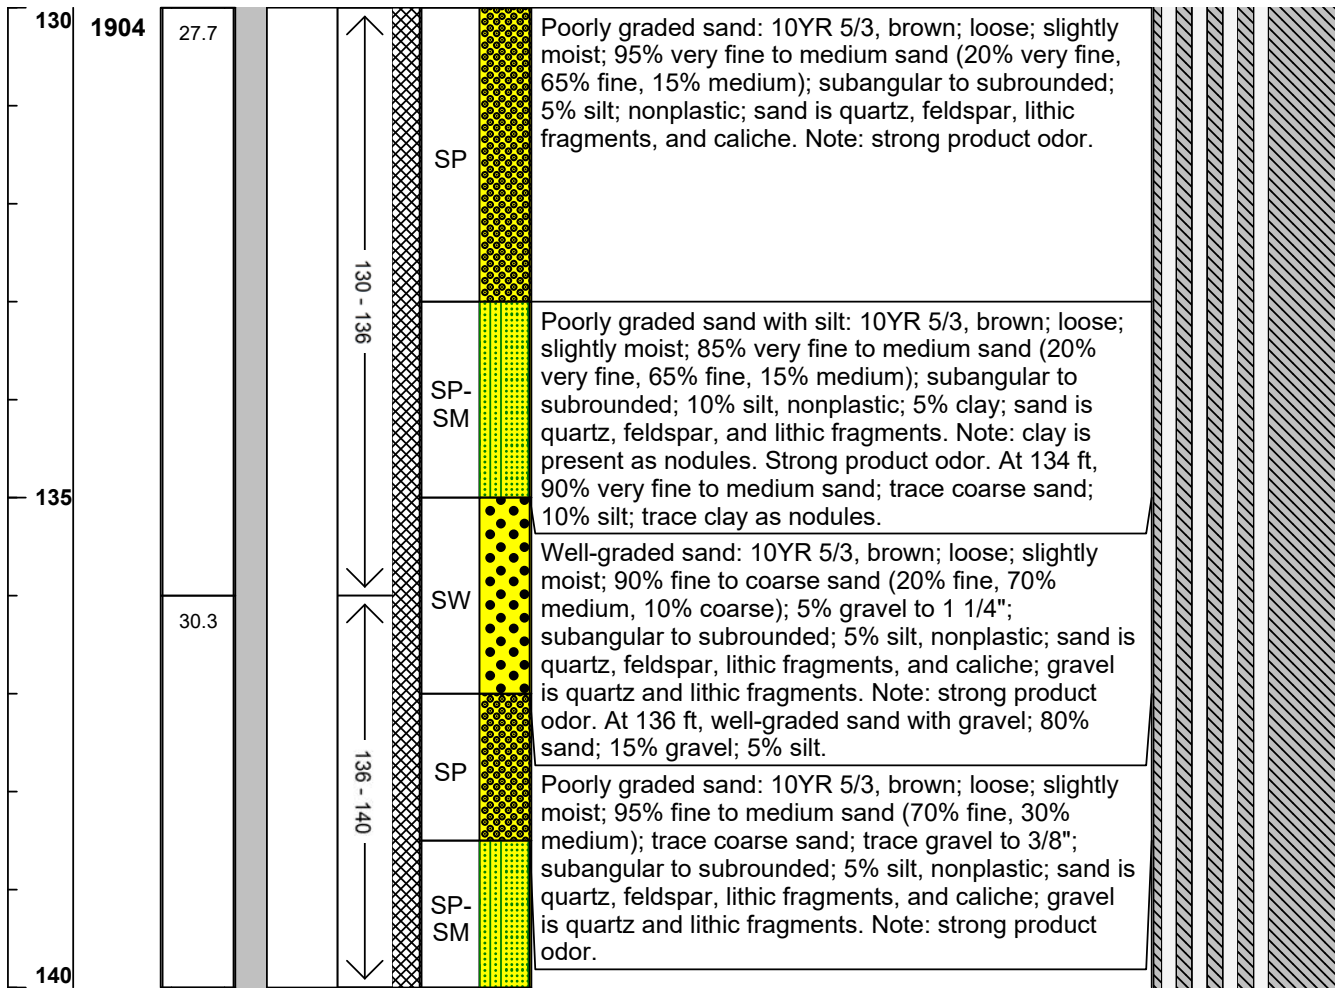 130
1904
27.7
Poorly graded sand: 10YR 5/3, brown; loose; slightly
moist; 95% very fine to medium sand (20% very fine,
65% fine, 15% medium); subangular to subrounded;
5% silt; nonplastic; sand is quartz, feldspar, lithic
fragments, and caliche. Note: strong product odor.
SP
130 - 136
Poorly graded sand with silt: 10YR 5/3, brown; loose;
slightly moist; 85% very fine to medium sand (20%
very fine, 65% fine, 15% medium); subangular to
subrounded; 10% silt, nonplastic; 5% clay; sand is
quartz, feldspar, and lithic fragments. Note: clay is
present as nodules. Strong product odor. At 134 ft,
90% very fine to medium sand; trace coarse sand;
10% silt; trace clay as nodules.
SP-
SM
135
Well-graded sand: 10YR 5/3, brown; loose; slightly
moist; 90% fine to coarse sand (20% fine, 70%
medium, 10% coarse); 5% gravel to 1 1/4";
subangular to subrounded; 5% silt, nonplastic; sand is
quartz, feldspar, lithic fragments, and caliche; gravel
is quartz and lithic fragments. Note: strong product
odor. At 136 ft, well-graded sand with gravel; 80%
sand; 15% gravel; 5% silt.
SW
30.3
136 - 140
SP
Poorly graded sand: 10YR 5/3, brown; loose; slightly
moist; 95% fine to medium sand (70% fine, 30%
medium); trace coarse sand; trace gravel to 3/8";
subangular to subrounded; 5% silt, nonplastic; sand is
quartz, feldspar, lithic fragments, and caliche; gravel
is quartz and lithic fragments. Note: strong product
odor.
SP-
SM
140